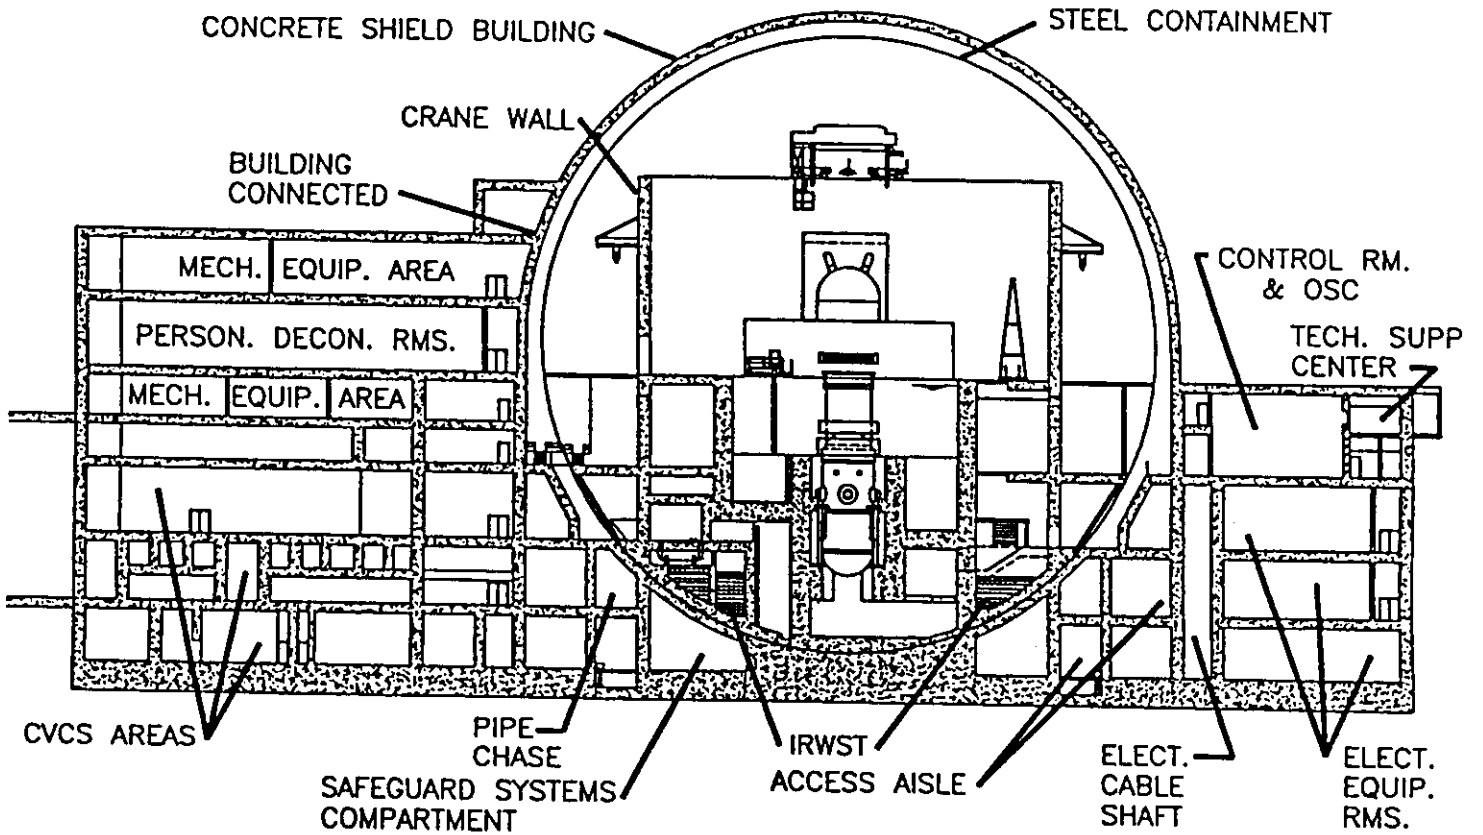 CONCRETE SHIELD BUILDING
STEEL CONTAINMENT
CRANE WALL
BUILDING
CONNECTED
MECH. EQUIP. AREA
CONTROL RM.
& OSC
PERSON. DECON. RMS.
TECH. SUPP
CENTER
MECH. EQUIP. AREA
CVCS AREAS
PIPE
CHASE
SAFEGUARD SYSTEMS
COMPARTMENT
IRWST
ACCESS AISLE
ELECT.
CABLE
SHAFT
ELECT.
EQUIP.
RMS.